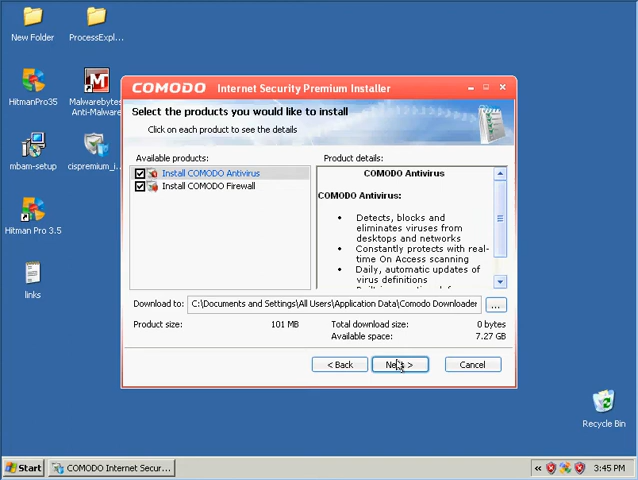 New Folder
ProcessExpl...
HitmanPro35
Malwarebytes
Anti-Malware
mbam-setup
cispremium_i...
Hitman Pro 3.5
links
COMODO Internet Security Premium Installer
Select the products you would like to install
Click on each product to see the details
Available products:
Install COMODO Antivirus
Install COMODO Firewall
Product details:
COMODO Antivirus
COMODO Antivirus:
• Detects, blocks and
eliminates viruses from
desktops and networks
• Constantly protects with real-
time On Access scanning
• Daily, automatic updates of
virus definitions
Download to:
C:\Documents and Settings\All Users\Application Data\Comodo Downloader
...
Product size: 101 MB
Total download size: 0 bytes
Available space: 7.27 GB
< Back
Next >
Cancel
Recycle Bin
Start
COMODO Internet Secur...
« 3:45 PM